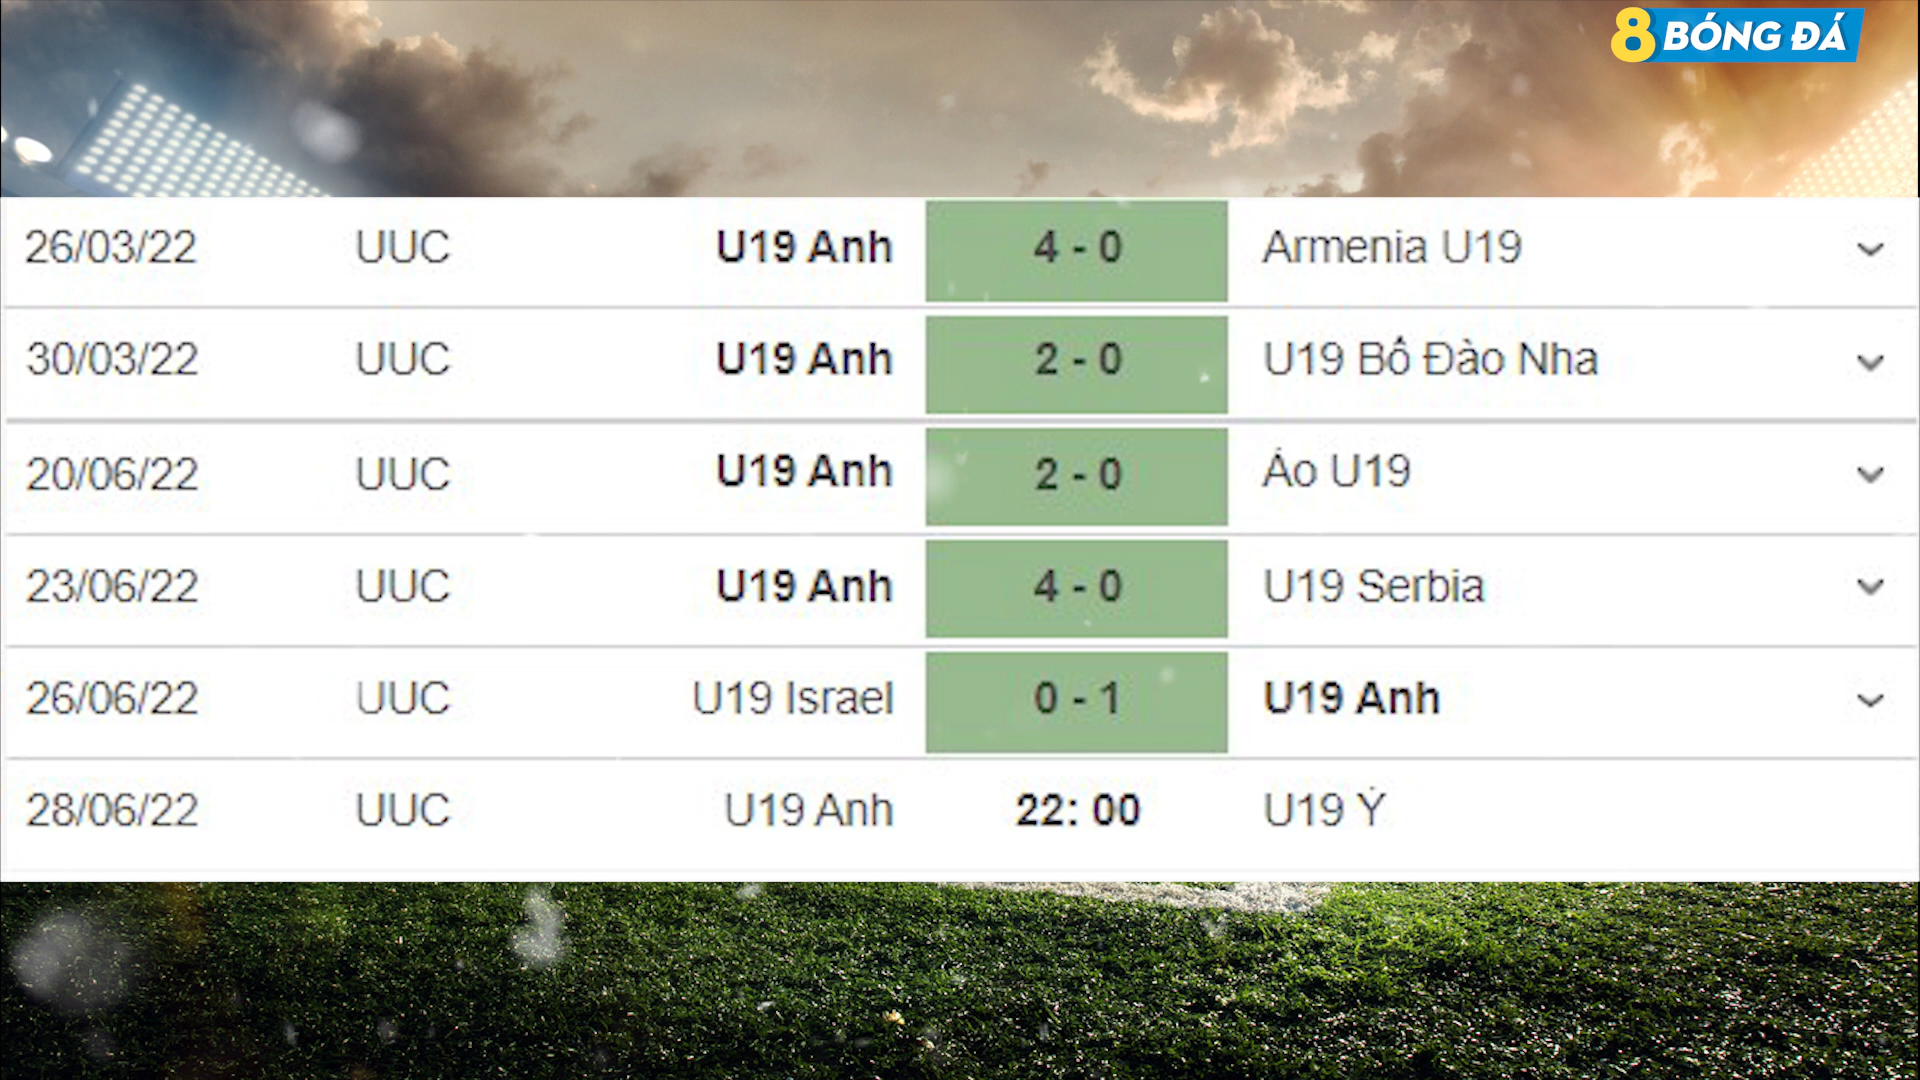 8 BÓNG ĐÁ
26/03/22 UUC U19 Anh 4 - 0 Armenia U19
30/03/22 UUC U19 Anh 2 - 0 U19 Bồ Đào Nha
20/06/22 UUC U19 Anh 2 - 0 Áo U19
23/06/22 UUC U19 Anh 4 - 0 U19 Serbia
26/06/22 UUC U19 Israel 0 - 1 U19 Anh
28/06/22 UUC U19 Anh 22: 00 U19 Ý